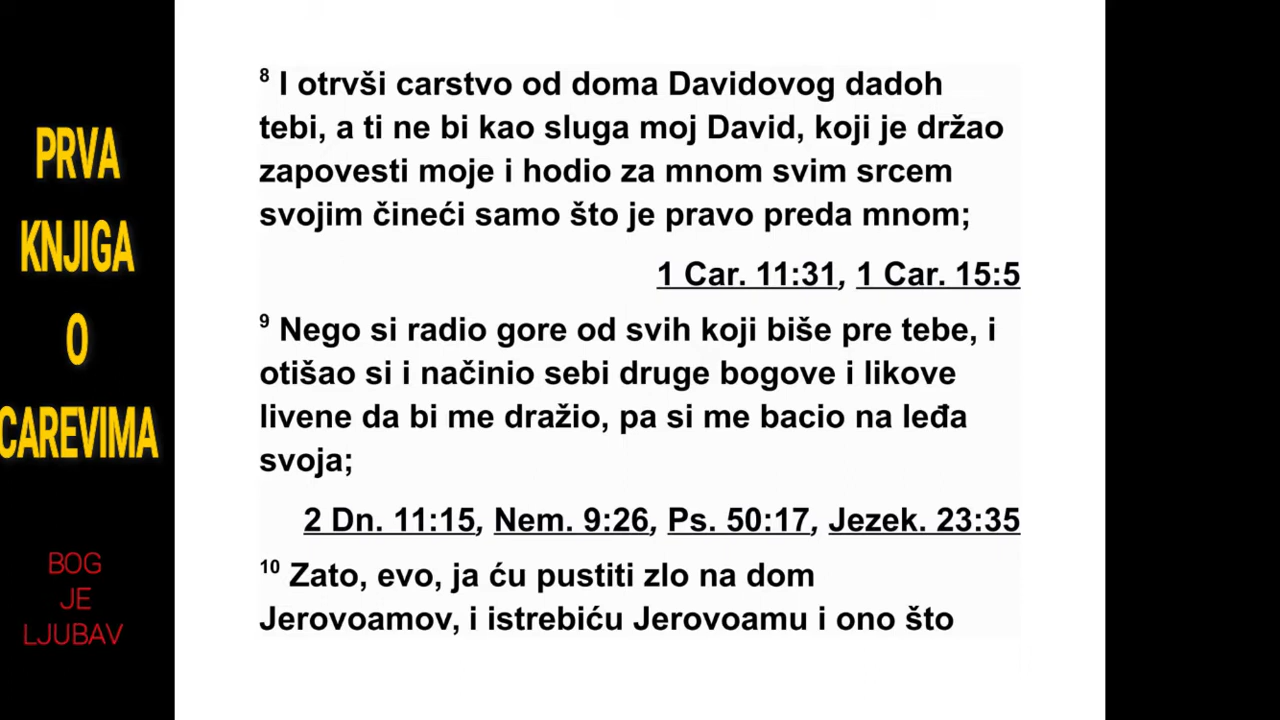 PRVA
KNJIGA
O
CAREVIMA
BOG
JE
LJUBAV
8 I otrvši carstvo od doma Davidovog dadoh
tebi, a ti ne bi kao sluga moj David, koji je držao
zapovesti moje i hodio za mnom svim srcem
svojim čineći samo što je pravo preda mnom;
1 Car. 11:31, 1 Car. 15:5
9 Nego si radio gore od svih koji biše pre tebe, i
otišao si i načinio sebi druge bogove i likove
livene da bi me dražio, pa si me bacio na leđa
svoja;
2 Dn. 11:15, Nem. 9:26, Ps. 50:17, Jezek. 23:35
10 Zato, evo, ja ću pustiti zlo na dom
Jerovoamov, i istrebiću Jerovoamu i ono što